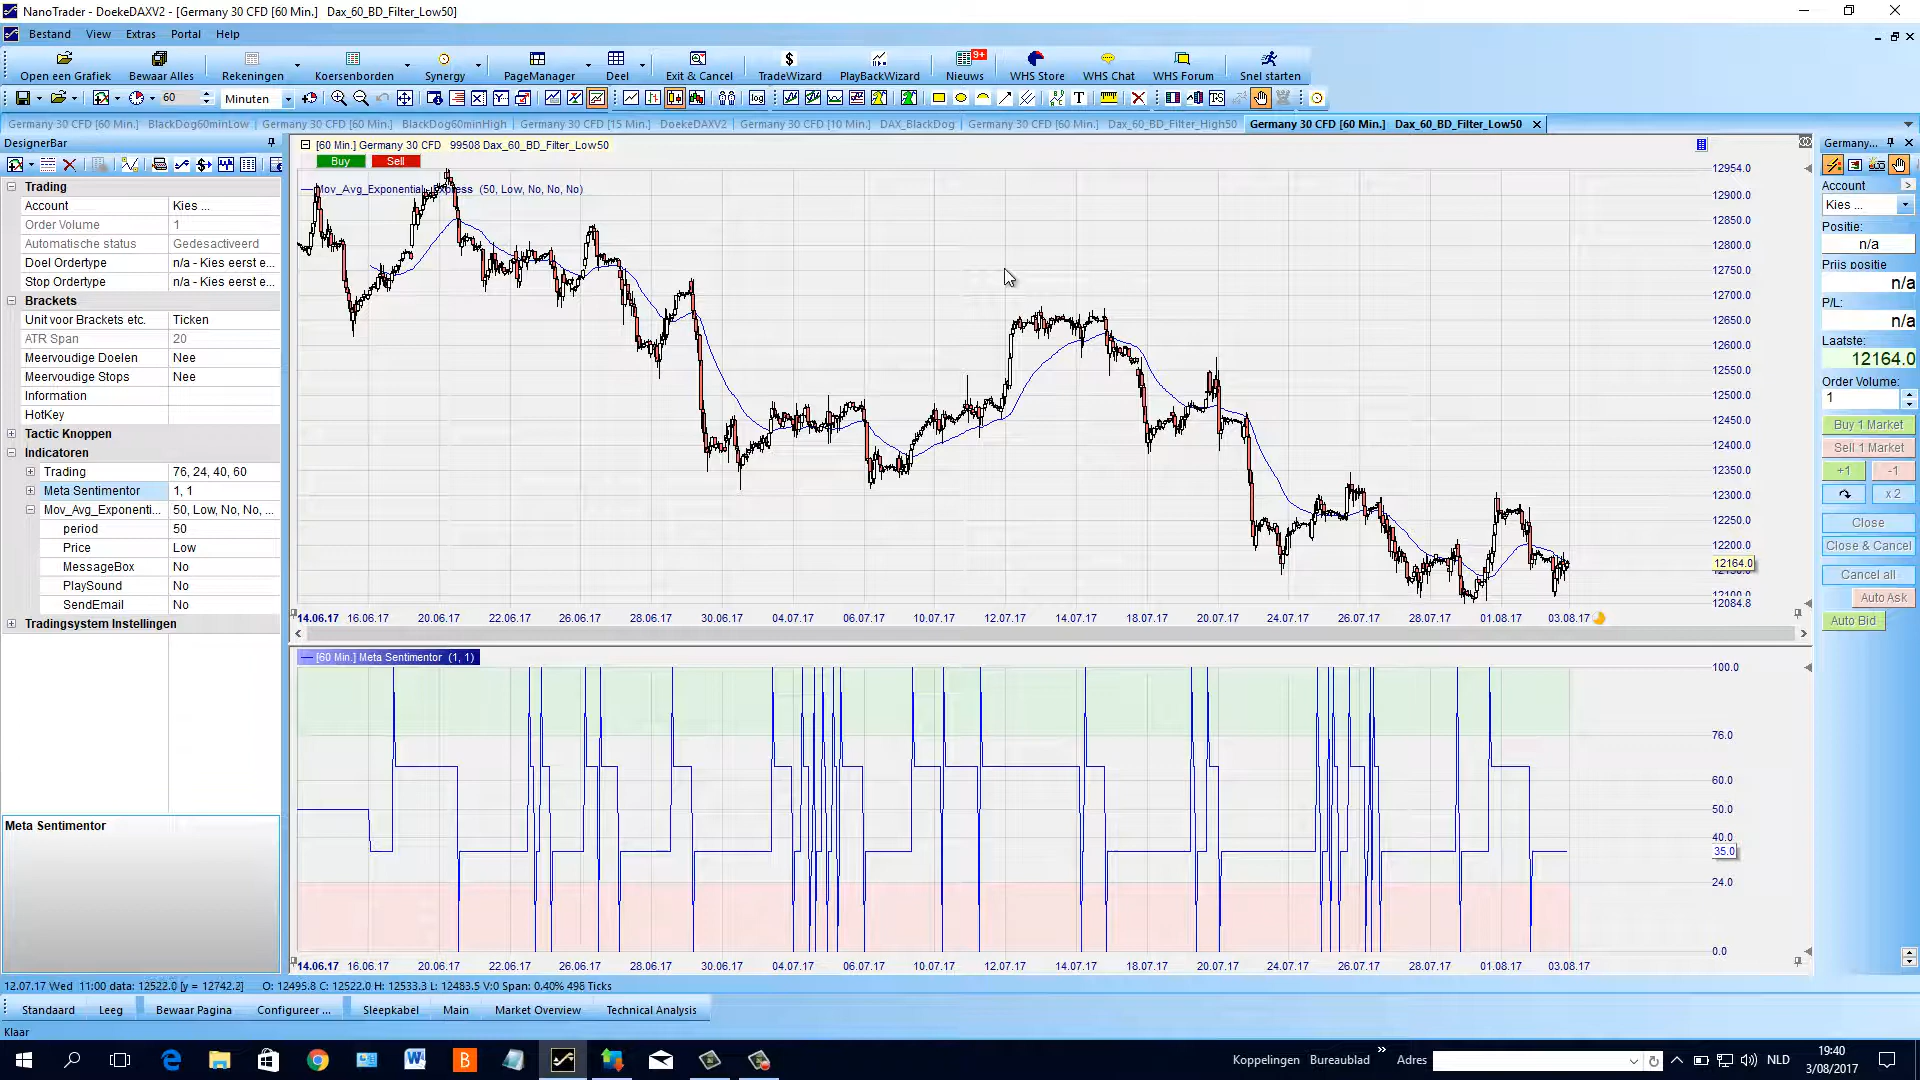 NanoTrader - DoekeDAXV2 - [Germany 30 CFD [60 Min.]   Dax_60_BD_Filter_Low50]
Bestand View Extras Portal Help
Open een Grafiek Bewaar Alles Rekeningen Koersenborden Synergy PageManager Deel Exit & Cancel TradeWizard PlayBackWizard 9+ Nieuws WHS Store WHS Chat WHS Forum Snel starten
60 Minuten
Germany 30 CFD [60 Min.] BlackDog60minLow Germany 30 CFD [60 Min.] BlackDog60minHigh Germany 30 CFD [15 Min.] DoekeDAXV2 Germany 30 CFD [10 Min.] DAX_BlackDog Germany 30 CFD [60 Min.] Dax_60_BD_Filter_High50 Germany 30 CFD [60 Min.] Dax_60_BD_Filter_Low50
DesignerBar
Trading
Account Kies ...
Order Volume 1
Automatische status Gedesactiveerd
Doel Ordertype n/a - Kies eerst e...
Stop Ordertype n/a - Kies eerst e...
Brackets
Unit voor Brackets etc. Ticken
ATR Span 20
Meervoudige Doelen Nee
Meervoudige Stops Nee
Information
HotKey
Tactic Knoppen
Indicatoren
Trading 76, 24, 40, 60
Meta Sentimentor 1, 1
Mov_Avg_Exponenti... 50, Low, No, No, ...
period 50
Price Low
MessageBox No
PlaySound No
SendEmail No
Tradingsystem Instellingen
Meta Sentimentor
[60 Min.] Germany 30 CFD 99508 Dax_60_BD_Filter_Low50
Buy Sell
(50, Low, No, No, No)
12954.0
12900.0
12850.0
12800.0
12750.0
12700.0
12650.0
12600.0
12550.0
12500.0
12450.0
12400.0
12350.0
12300.0
12250.0
12200.0
12164.0
12100.0
12084.8
14.06.17 16.06.17 20.06.17 22.06.17 26.06.17 28.06.17 30.06.17 04.07.17 06.07.17 10.07.17 12.07.17 14.07.17 18.07.17 20.07.17 24.07.17 26.07.17 28.07.17 01.08.17 03.08.17
[60 Min.] Meta Sentimentor (1, 1)
100.0
76.0
60.0
50.0
40.0
35.0
24.0
0.0
14.06.17 16.06.17 20.06.17 22.06.17 26.06.17 28.06.17 30.06.17 04.07.17 06.07.17 10.07.17 12.07.17 14.07.17 18.07.17 20.07.17 24.07.17 26.07.17 28.07.17 01.08.17 03.08.17
Germany...
Account
Kies ...
Positie:
n/a
Prijs positie
n/a
P/L:
n/a
Laatste:
12164.0
Order Volume:
1
Buy 1 Market
Sell 1 Market
+1 -1
x 2
Close
Close & Cancel
Cancel all
Auto Ask
Auto Bid
12.07.17 Wed 11:00 data: 12522.0 [y = 12742.2] O: 12495.8 C: 12522.0 H: 12533.3 L: 12483.5 V:0 Span: 0.40% 498 Ticks
Standaard Leeg Bewaar Pagina Configureer ... Sleepkabel Main Market Overview Technical Analysis
Klaar
Koppelingen Bureaublad Adres NLD
19:40
3/08/2017